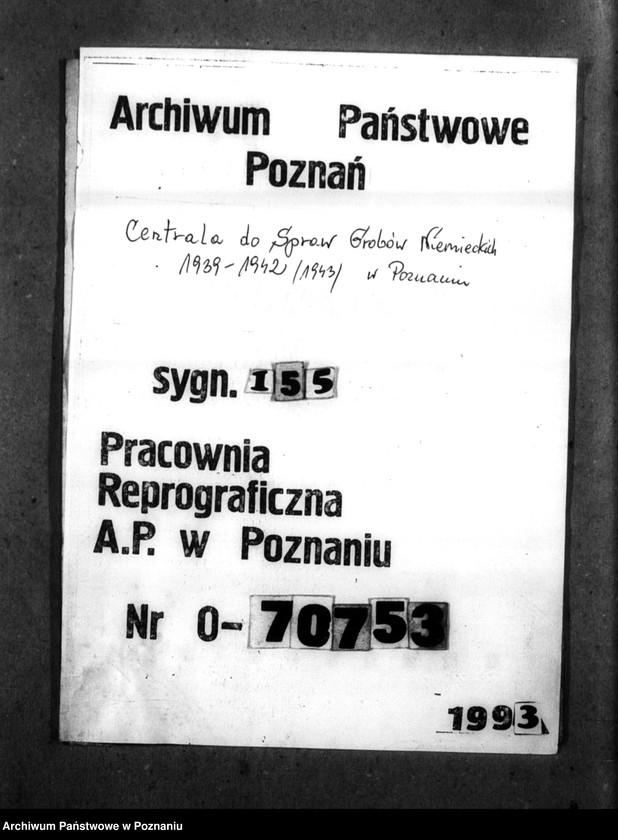 Archiwum Państwowe
Poznań
Centrala do Spraw Grobów Niemieckich
1939-1942 /1943/ w Poznaniu
sygn. 155
Pracownia
Reprograficzna
A.P. w Poznaniu
Nr 0-70753
1993
Archiwum Państwowe w Poznaniu